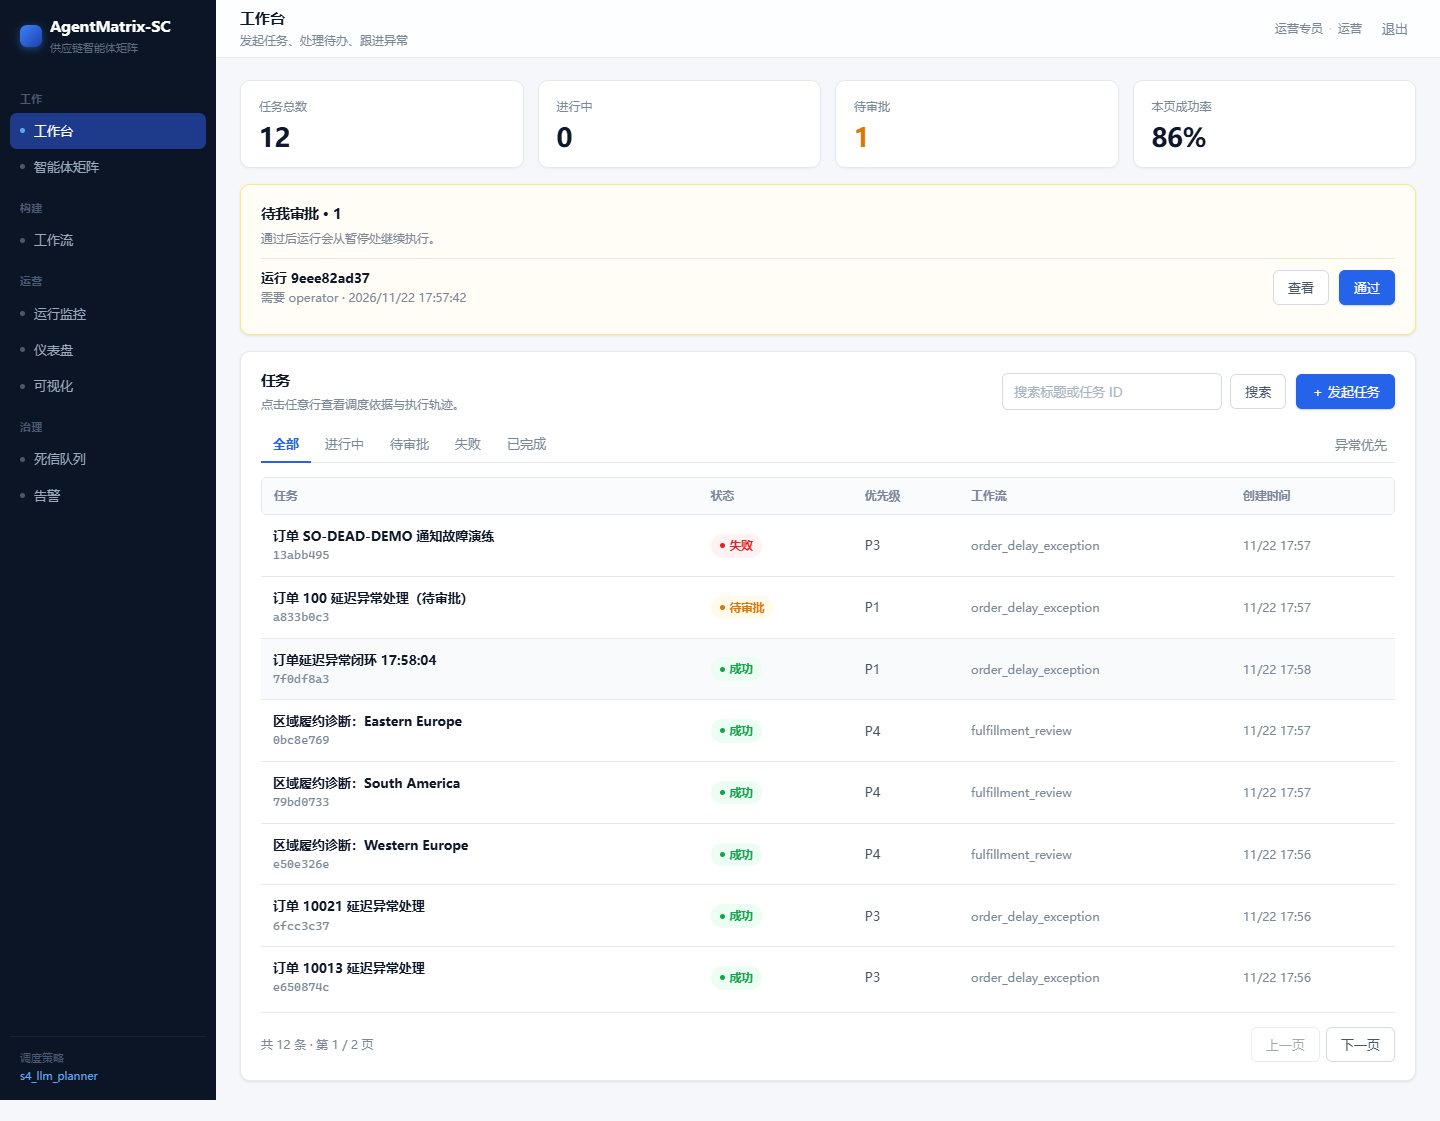 AgentMatrix-SC
供应链智能体矩阵
工作
工作台
智能体矩阵
构建
工作流
运营
运行监控
仪表盘
可视化
治理
死信队列
告警
调度策略
s4_llm_planner
工作台
发起任务、处理待办、跟进异常
运营专员 · 运营 退出
任务总数
12
进行中
0
待审批
1
本页成功率
86%
待我审批 • 1
通过后运行会从暂停处继续执行。
运行 9eee82ad37
需要 operator · 2026/11/22 17:57:42
查看 通过
任务
点击任意行查看调度依据与执行轨迹。
搜索标题或任务 ID 搜索 + 发起任务
全部 进行中 待审批 失败 已完成 异常优先
任务 状态 优先级 工作流 创建时间
订单 SO-DEAD-DEMO 通知故障演练
13abb495
失败 P3 order_delay_exception 11/22 17:57
订单 100 延迟异常处理（待审批）
a833b0c3
待审批 P1 order_delay_exception 11/22 17:57
订单延迟异常闭环 17:58:04
7f0df8a3
成功 P1 order_delay_exception 11/22 17:58
区域履约诊断：Eastern Europe
0bc8e769
成功 P4 fulfillment_review 11/22 17:57
区域履约诊断：South America
79bd0733
成功 P4 fulfillment_review 11/22 17:57
区域履约诊断：Western Europe
e50e326e
成功 P4 fulfillment_review 11/22 17:56
订单 10021 延迟异常处理
6fcc3c37
成功 P3 order_delay_exception 11/22 17:56
订单 10013 延迟异常处理
e650874c
成功 P3 order_delay_exception 11/22 17:56
共 12 条 · 第 1 / 2 页
上一页 下一页